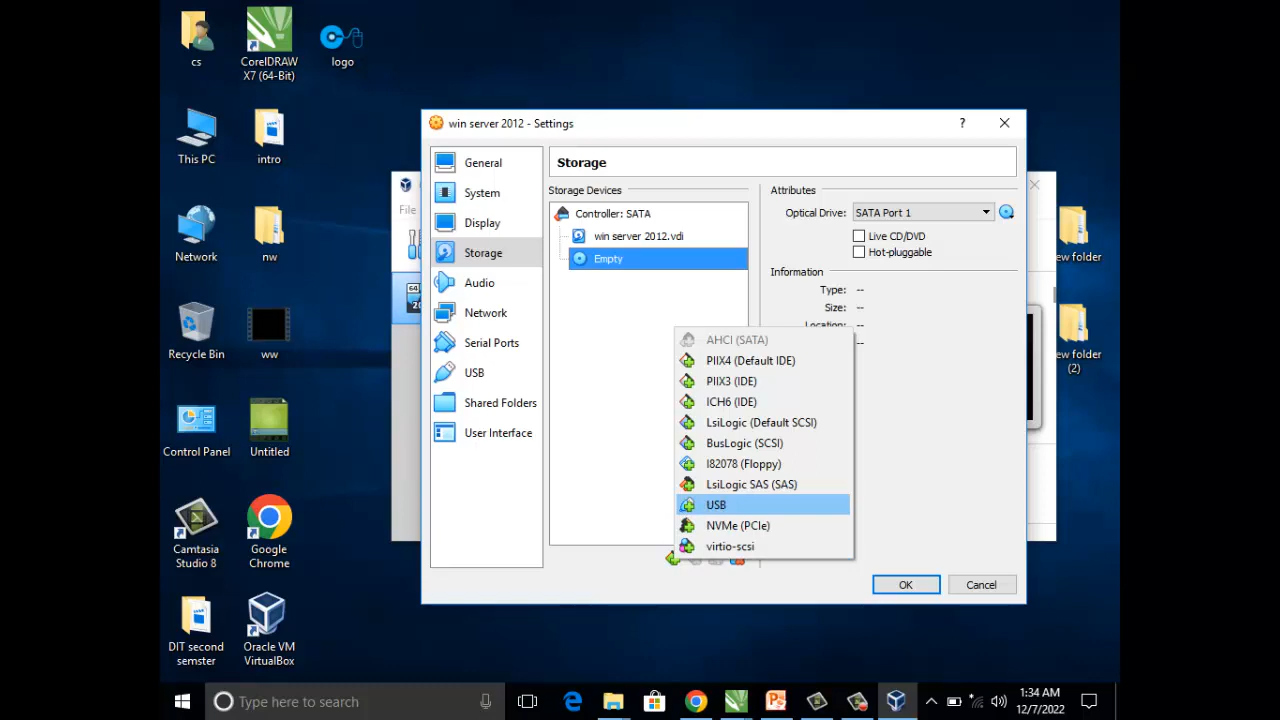 cs
CorelDRAW
X7 (64-Bit)
logo
This PC
intro
Network
nw
Recycle Bin
ww
Control Panel
Untitled
Camtasia
Studio 8
Google
Chrome
DIT second
semster
Oracle VM
VirtualBox
File
64
20
ew folder
ew folder
(2)
win server 2012 - Settings
?
General
System
Display
Storage
Audio
Network
Serial Ports
USB
Shared Folders
User Interface
Storage
Storage Devices
Controller: SATA
win server 2012.vdi
Empty
Attributes
Optical Drive: SATA Port 1
Live CD/DVD
Hot-pluggable
Information
Type: --
Size: --
Location: --
--
AHCI (SATA)
PIIX4 (Default IDE)
PIIX3 (IDE)
ICH6 (IDE)
LsiLogic (Default SCSI)
BusLogic (SCSI)
I82078 (Floppy)
LsiLogic SAS (SAS)
USB
NVMe (PCIe)
virtio-scsi
OK
Cancel
Type here to search
1:34 AM
12/7/2022